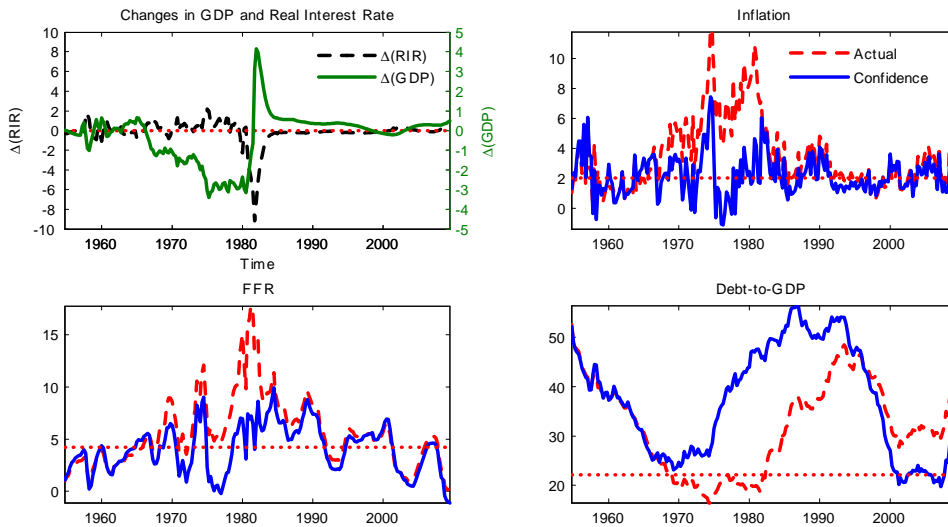 Changes in GDP and Real Interest Rate
10
8
6
4
2
0
-2
-4
-6
-8
-10
Δ(RIR)
Δ(RIR)
Δ(GDP)
5
4
3
2
1
0
-1
-2
-3
-4
-5
Δ(GDP)
1960 1970 1980 1990 2000
Time
Inflation
10
8
6
4
2
0
Actual
Confidence
1960 1970 1980 1990 2000
FFR
15
10
5
0
1960 1970 1980 1990 2000
Debt-to-GDP
50
40
30
20
1960 1970 1980 1990 2000